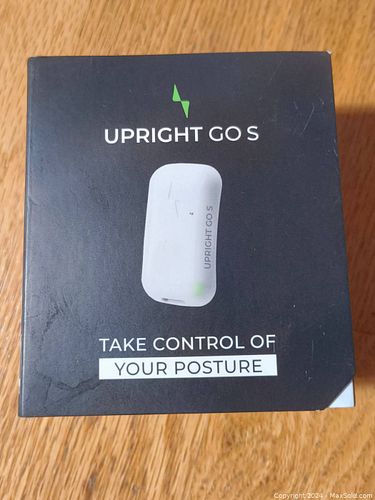 UPRIGHT GO S
UPRIGHT GO S
TAKE CONTROL OF
YOUR POSTURE
Copyright 2024 - MaxSold.com